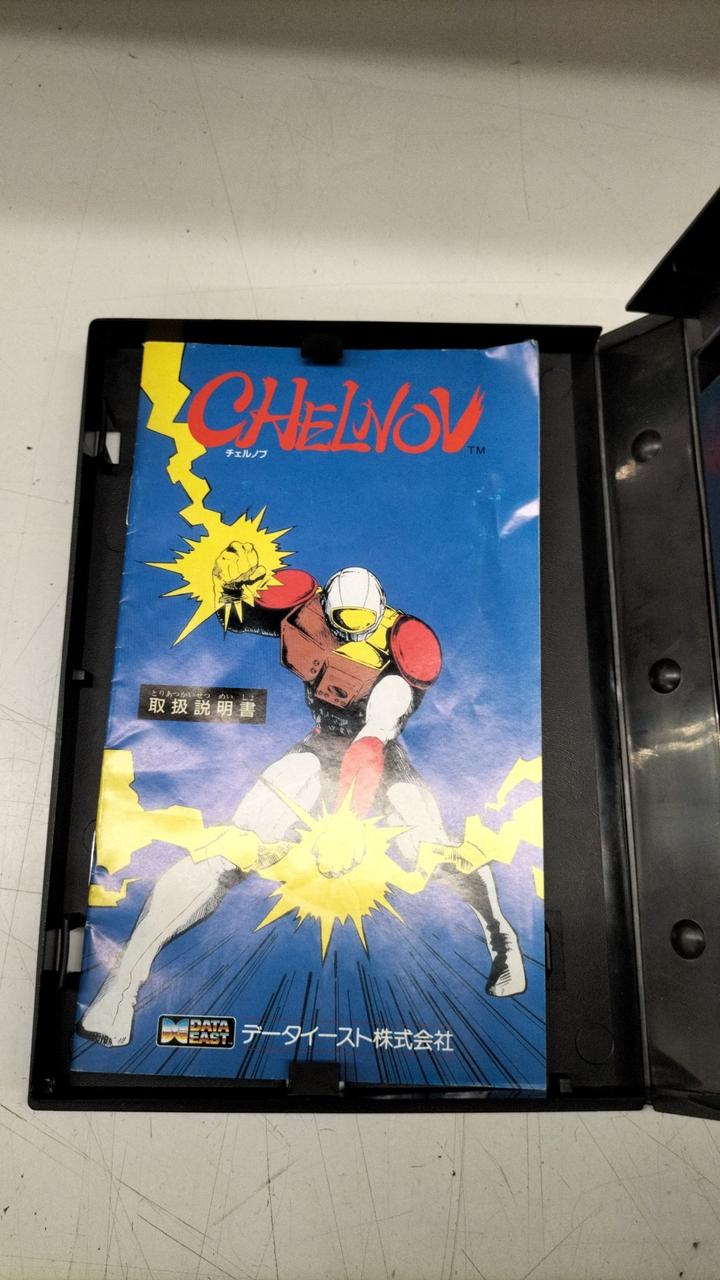 CHELNOV
TM
チェルノブ
とりあつかいせつ めい しょ
取扱説明書
DATA
EAST
データイースト株式会社